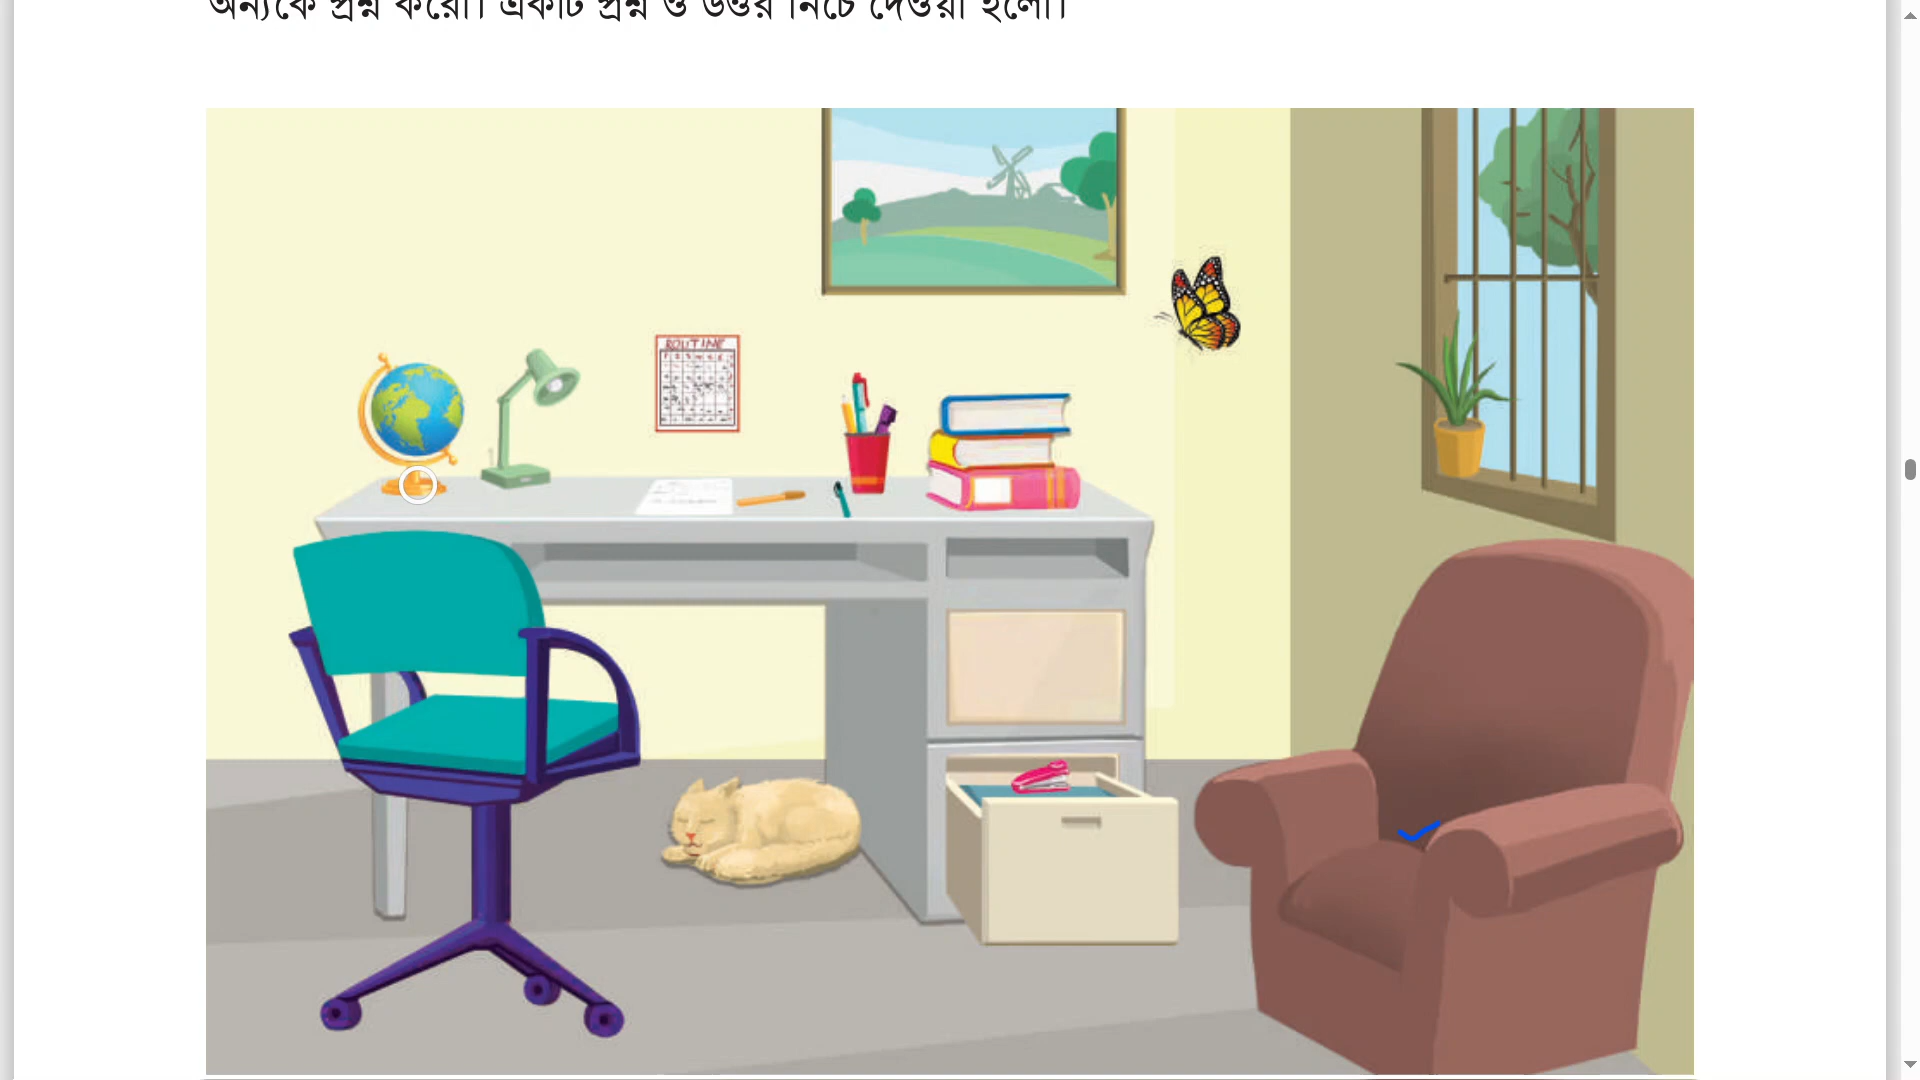 অন্যকে প্রশ্ন করো। একটি প্রশ্ন ও উত্তর নিচে দেওয়া হলো।
ROUTINE